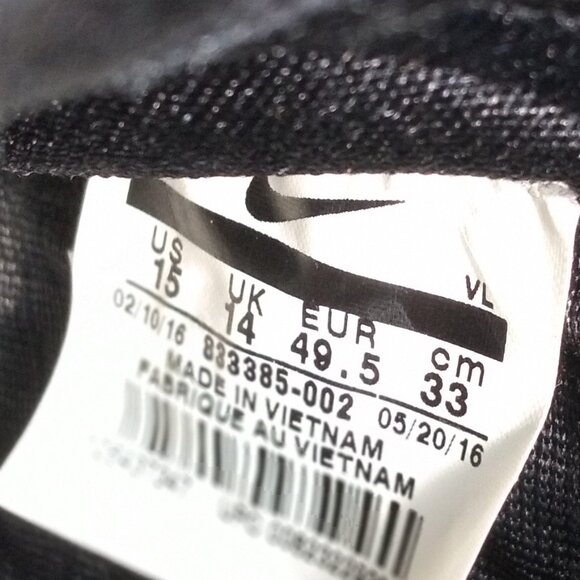 VL
US UK EUR cm
15 14 49.5 33
02/10/16 833385-002 05/20/16
MADE IN VIETNAM
FABRIQUE AU VIETNAM
UPC